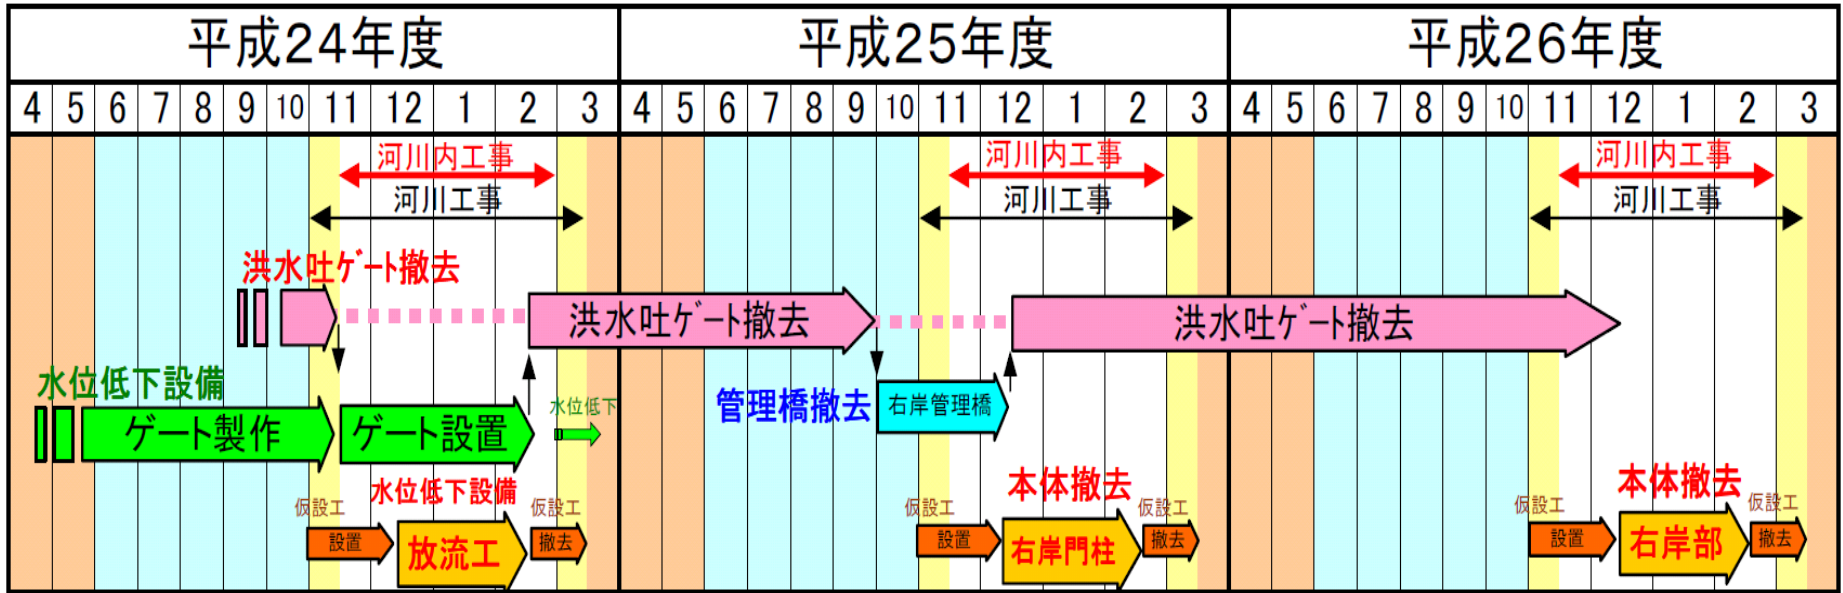 平成24年度 平成25年度 平成26年度
4 5 6 7 8 9 10 11 12 1 2 3 4 5 6 7 8 9 10 11 12 1 2 3 4 5 6 7 8 9 10 11 12 1 2 3
河川内工事 河川内工事 河川内工事
河川工事 河川工事 河川工事
洪水吐ゲート撤去
洪水吐ゲート撤去 洪水吐ゲート撤去
水位低下設備
管理橋撤去 右岸管理橋
水位低下
ゲート製作 ゲート設置
水位低下設備 本体撤去 本体撤去
仮設工 仮設工 仮設工 仮設工 仮設工 仮設工
設置 放流工 撤去 設置 右岸門柱 撤去 設置 右岸部 撤去